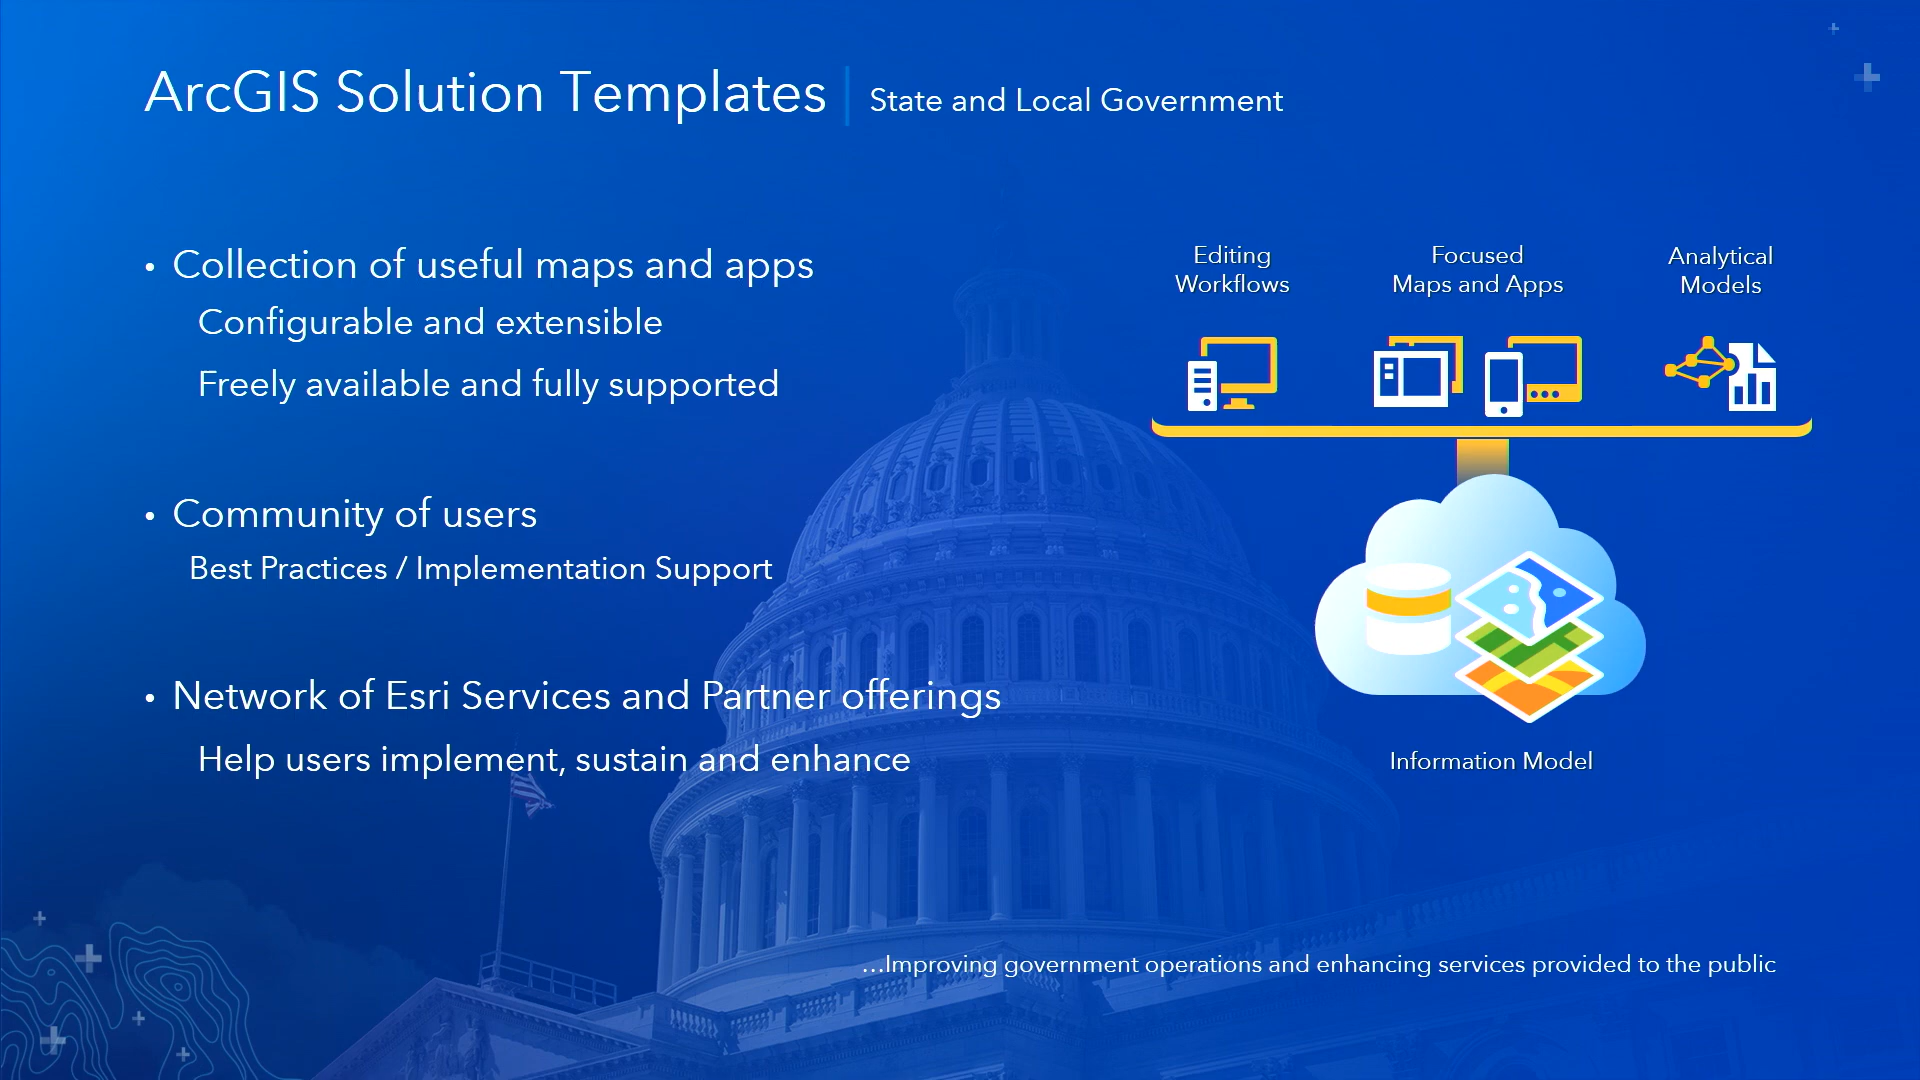 ArcGIS Solution Templates | State and Local Government
• Collection of useful maps and apps
Configurable and extensible
Freely available and fully supported
• Community of users
Best Practices / Implementation Support
• Network of Esri Services and Partner offerings
Help users implement, sustain and enhance
Editing
Workflows
Focused
Maps and Apps
Analytical
Models
Information Model
...Improving government operations and enhancing services provided to the public